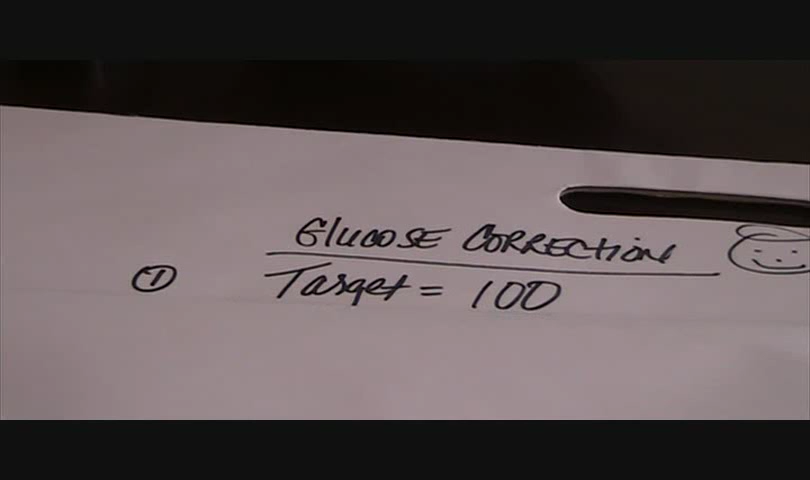 GLUCOSE CORRECTION
① Target = 100